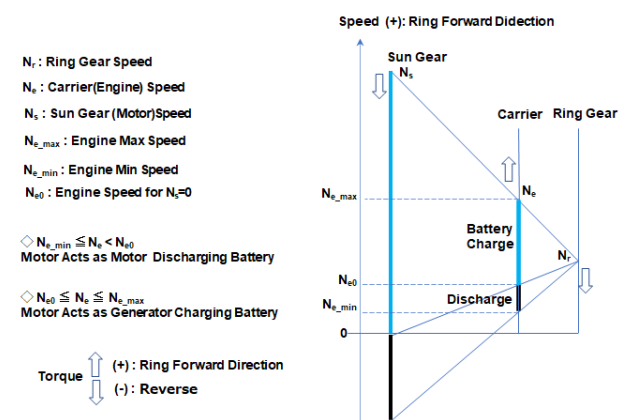 Speed (+): Ring Forward Didection
Nr : Ring Gear Speed
Ne : Carrier(Engine) Speed
Ns : Sun Gear (Motor)Speed
Ne_max : Engine Max Speed
Ne_min : Engine Min Speed
Ne0 : Engine Speed for Ns=0
◇ Ne_min ≦ Ne < Ne0
Motor Acts as Motor Discharging Battery
◇ Ne0 ≦ Ne ≦ Ne_max
Motor Acts as Generator Charging Battery
Torque
(+) : Ring Forward Direction
(-) : Reverse
Sun Gear
Ns
Carrier
Ring Gear
Ne_max
Ne
Battery
Charge
Nr
Ne0
Discharge
Ne_min
0